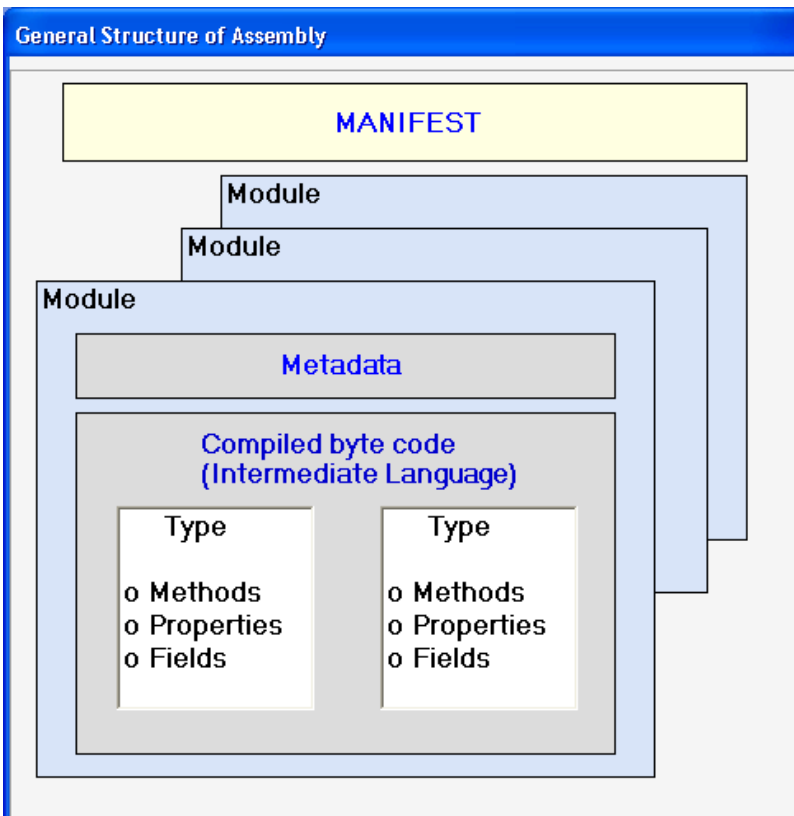 General Structure of Assembly
MANIFEST
Module
Module
Module
Metadata
Compiled byte code
(Intermediate Language)
Type
o Methods
o Properties
o Fields
Type
o Methods
o Properties
o Fields